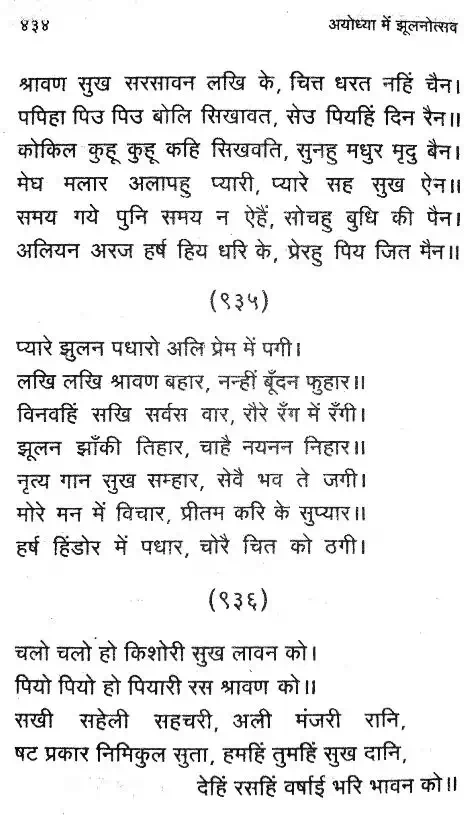 ४३४ अयोध्या में झूलनोत्सव
श्रावण सुख सरसावन लखि के, चित्त धरत नहिं चैन।
पपिहा पिउ पिउ बोलि सिखावत, सेउ पियहिं दिन रैन॥
कोकिल कुहू कुहू कहि सिखवति, सुनहु मधुर मृदु बैन।
मेघ मलार अलापहु प्यारी, प्यारे सह सुख ऐन॥
समय गये पुनि समय न ऐहैं, सोचहु बुधि की पैन।
अलियन अरज हर्ष हिय धरि के, प्रेरहु पिय जित मैन॥
(९३५)
प्यारे झुलन पधारो अलि प्रेम में पगी।
लखि लखि श्रावण बहार, नन्हीं बूँदन फुहार॥
विनवहिं सखि सर्वस वार, रौरे रँग में रँगी।
झूलन झाँकी तिहार, चाहै नयनन निहार॥
नृत्य गान सुख सम्हार, सेवै भव ते जगी।
मोरे मन में विचार, प्रीतम करि के सुप्यार॥
हर्ष हिंडोर में पधार, चोरै चित को ठगी।
(९३६)
चलो चलो हो किशोरी सुख लावन को।
पियो पियो हो पियारी रस श्रावण को॥
सखी सहेली सहचरी, अली मंजरी रानि,
षट प्रकार निमिकुल सुता, हमहिं तुमहिं सुख दानि,
देहिं रसहिं वर्षाई भरि भावन को॥